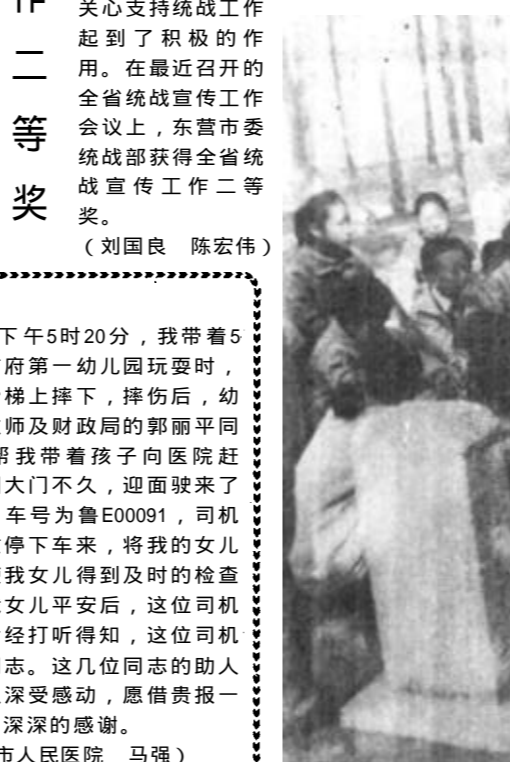 作
二
等
奖
关心支持统战工作
起到了积极的作
用。在最近召开的
全省统战宣传工作
会议上，东营市委
统战部获得全省统
战宣传工作二等
奖。
（刘国良　陈宏伟）
下午5时20分，我带着5
府第一幼儿园玩耍时，
梯上摔下，摔伤后，幼
师及财政局的郭丽平同
帮我带着孩子向医院赶
大门不久，迎面驶来了
车号为鲁E00091，司机
停下车来，将我的女儿
我女儿得到及时的检查
女儿平安后，这位司机
经打听得知，这位司机
志。这几位同志的助人
深受感动，愿借贵报一
深深的感谢。
市人民医院　马强）